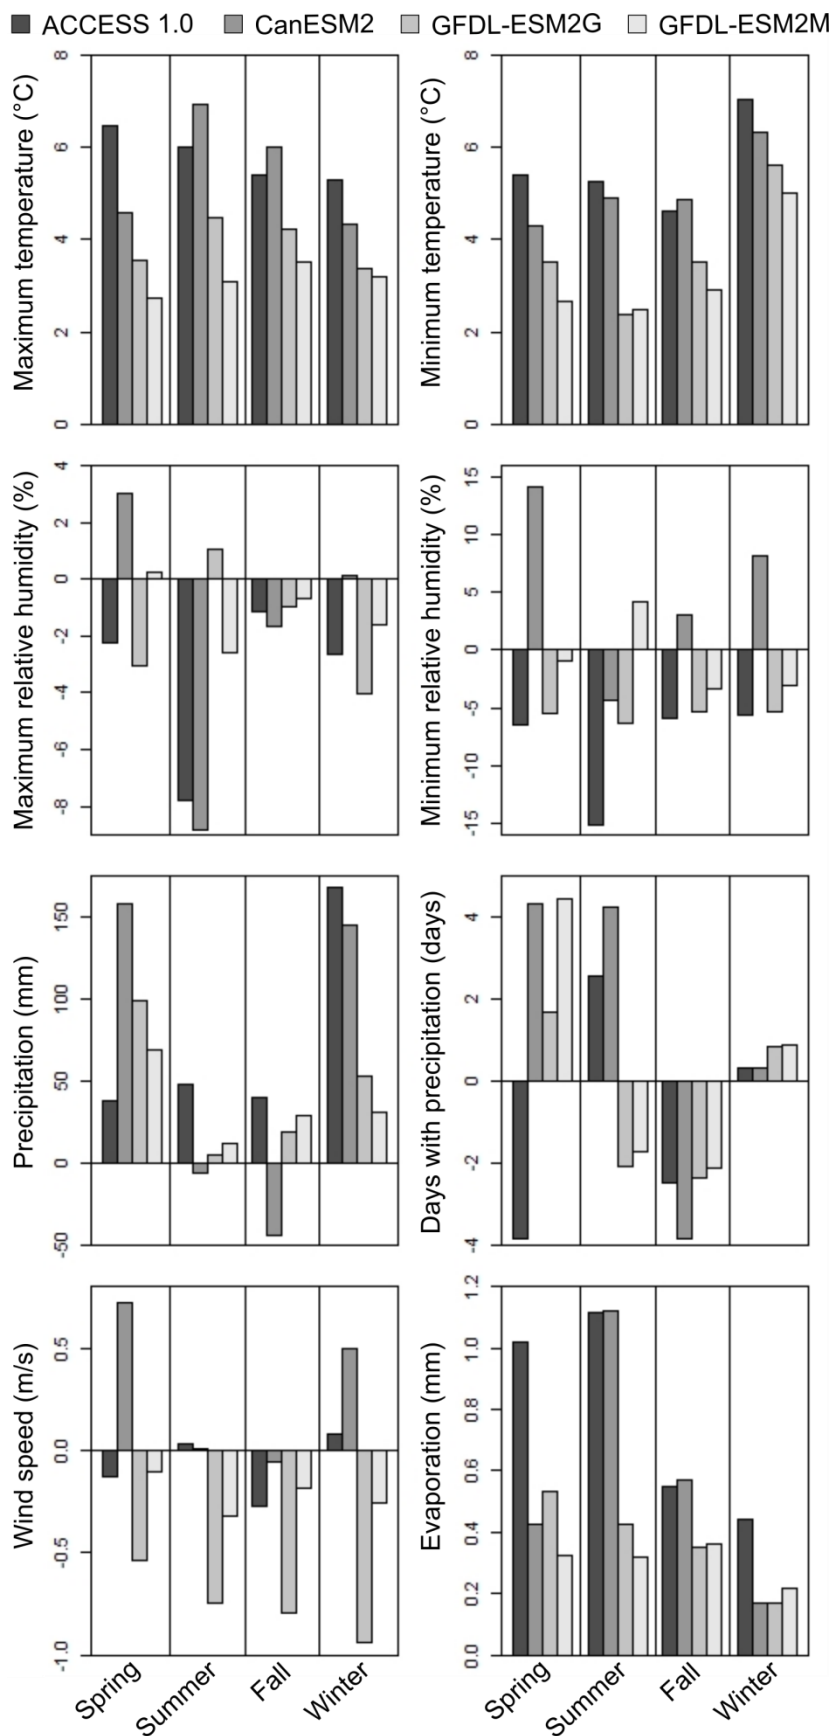 ACCESS 1.0 CanESM2 GFDL-ESM2G GFDL-ESM2M
Maximum temperature (°C)
0 2 4 6 8
Minimum temperature (°C)
0 2 4 6 8
Maximum relative humidity (%)
-8 -6 -4 -2 0 2 4
Minimum relative humidity (%)
-15 -10 -5 0 5 10 15
Precipitation (mm)
-50 0 50 100 150
Days with precipitation (days)
-4 -2 0 2 4
Wind speed (m/s)
-1.0 -0.5 0.0 0.5
Evaporation (mm)
0.0 0.2 0.4 0.6 0.8 1.0 1.2
Spring Summer Fall Winter
Spring Summer Fall Winter